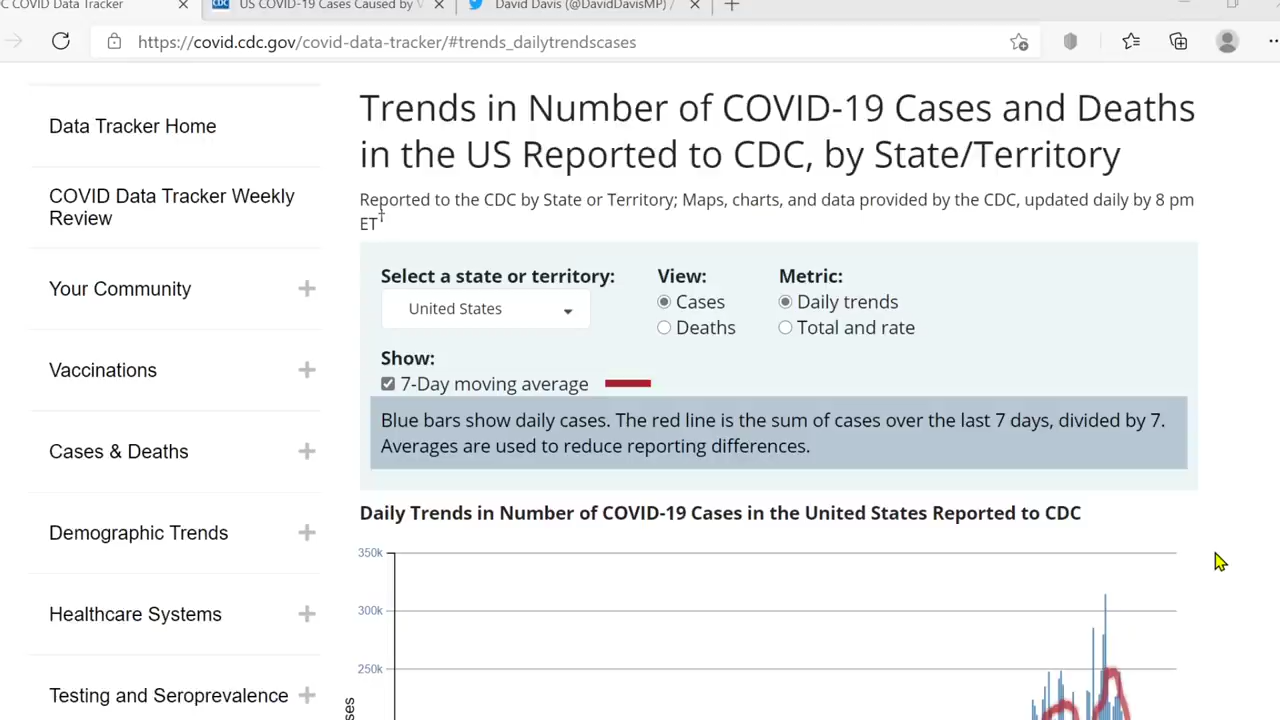 C COVID Data Tracker
CDC US COVID-19 Cases Caused by V
David Davis (@DavidDavisMP) /
https://covid.cdc.gov/covid-data-tracker/#trends_dailytrendscases
Data Tracker Home
COVID Data Tracker Weekly
Review
Your Community
Vaccinations
Cases & Deaths
Demographic Trends
Healthcare Systems
Testing and Seroprevalence
Trends in Number of COVID-19 Cases and Deaths
in the US Reported to CDC, by State/Territory
Reported to the CDC by State or Territory; Maps, charts, and data provided by the CDC, updated daily by 8 pm
ET†
Select a state or territory:
United States
View:
Cases
Deaths
Metric:
Daily trends
Total and rate
Show:
7-Day moving average
Blue bars show daily cases. The red line is the sum of cases over the last 7 days, divided by 7.
Averages are used to reduce reporting differences.
Daily Trends in Number of COVID-19 Cases in the United States Reported to CDC
350k
300k
250k
ses